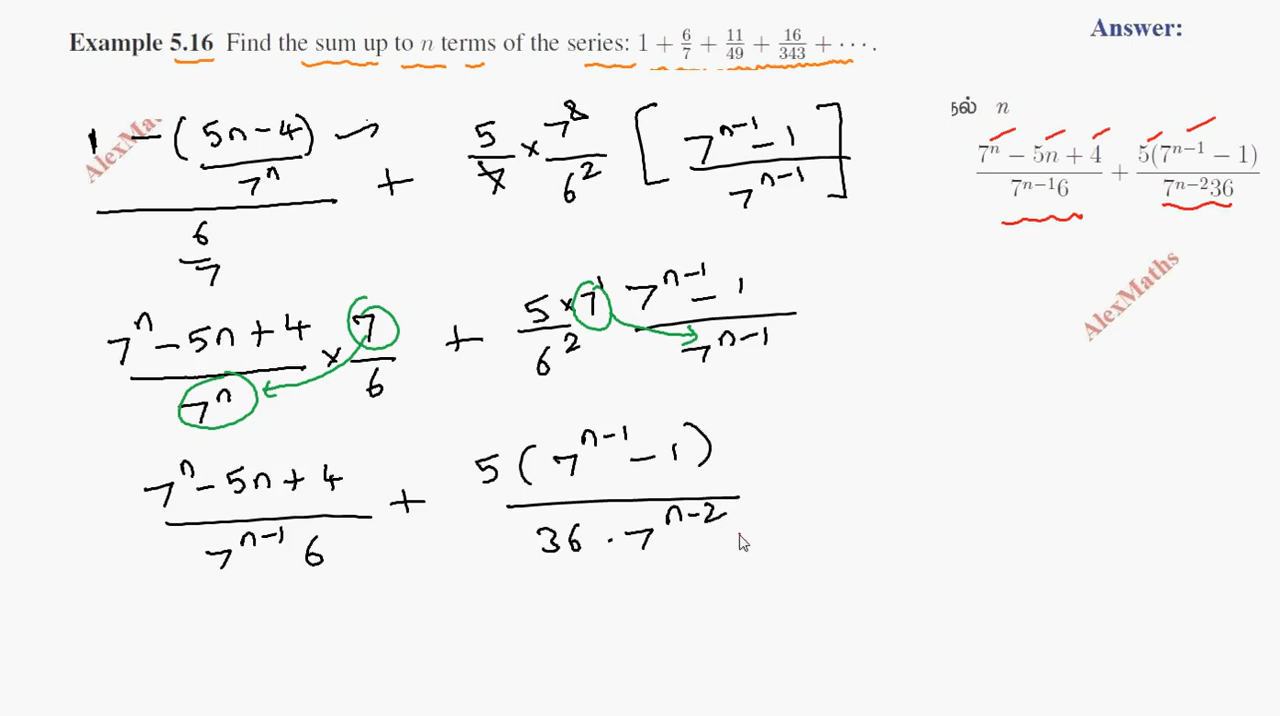 Example 5.16 Find the sum up to n terms of the series: 1 + 6/7 + 11/49 + 16/343 + ⋯.
Answer:
நல் n
(7^n − 5n + 4)/(7^{n−1}6) + 5(7^{n−1} − 1)/(7^{n−2}36)
AlexMaths
AlexMa
(1 − (5n − 4)/7^n)/(6/7) + 5/7 × 7^2/6^2 [(7^{n−1} − 1)/7^{n−1}]
(7^n − 5n + 4)/7^n × 7/6 + (5 × 7^1)/6^2 (7^{n−1} − 1)/7^{n−1}
(7^n − 5n + 4)/(7^{n−1} 6) + 5(7^{n−1} − 1)/(36 · 7^{n−2})